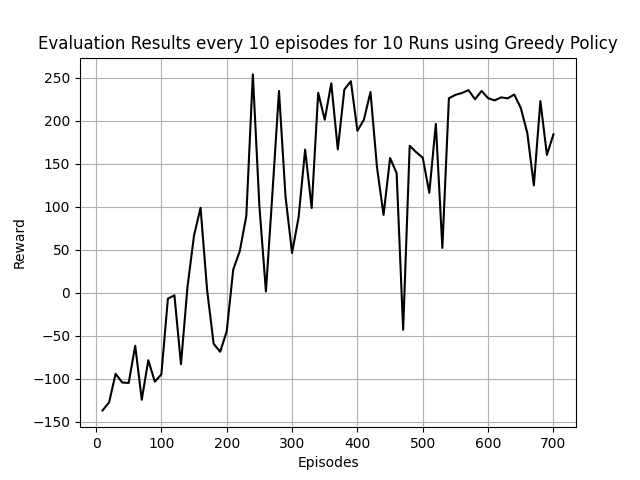 Evaluation Results every 10 episodes for 10 Runs using Greedy Policy
250
200
150
100
50
0
−50
−100
−150
Reward
0 100 200 300 400 500 600 700
Episodes